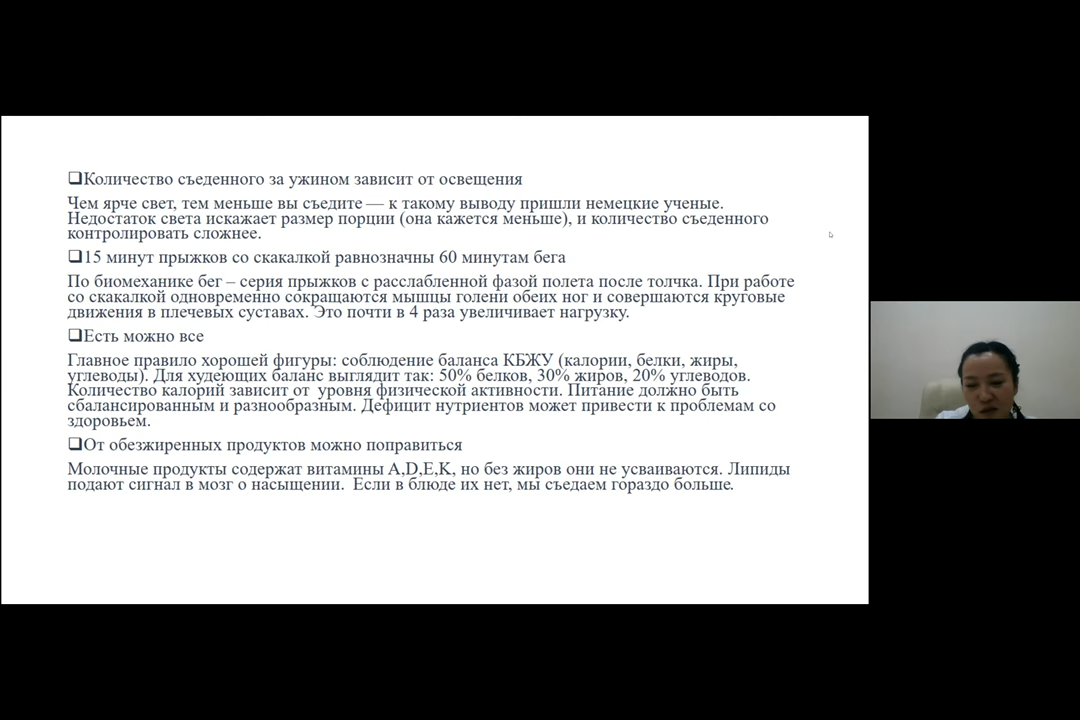 ❑Количество съеденного за ужином зависит от освещения
Чем ярче свет, тем меньше вы съедите — к такому выводу пришли немецкие ученые.
Недостаток света искажает размер порции (она кажется меньше), и количество съеденного
контролировать сложнее.
❑15 минут прыжков со скакалкой равнозначны 60 минутам бега
По биомеханике бег – серия прыжков с расслабленной фазой полета после толчка. При работе
со скакалкой одновременно сокращаются мышцы голени обеих ног и совершаются круговые
движения в плечевых суставах. Это почти в 4 раза увеличивает нагрузку.
❑Есть можно все
Главное правило хорошей фигуры: соблюдение баланса КБЖУ (калории, белки, жиры,
углеводы). Для худеющих баланс выглядит так: 50% белков, 30% жиров, 20% углеводов.
Количество калорий зависит от  уровня физической активности. Питание должно быть
сбалансированным и разнообразным. Дефицит нутриентов может привести к проблемам со
здоровьем.
❑От обезжиренных продуктов можно поправиться
Молочные продукты содержат витамины A,D,E,K, но без жиров они не усваиваются. Липиды
подают сигнал в мозг о насыщении.  Если в блюде их нет, мы съедаем гораздо больше.